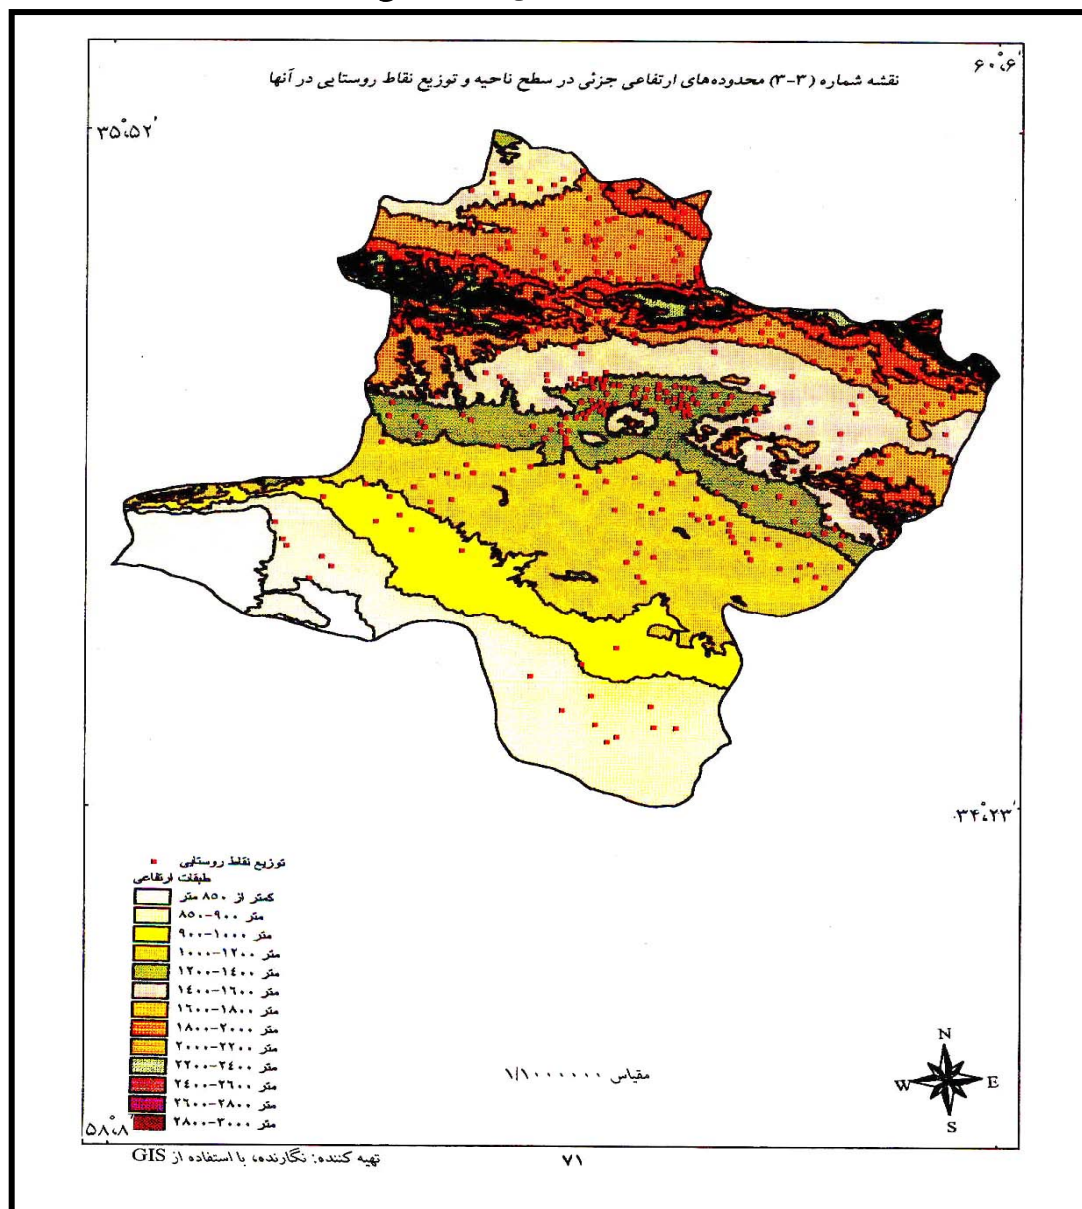 ۶۰،°۶'
نقشه شماره (۳-۳) محدوده‌های ارتفاعی جزئی در سطح ناحیه و توزیع نقاط روستایی در آنها
۳۵،°۵۲'
۳۴،°۲۳'
توزیع نقاط روستایی
طبقات ارتفاعی
کمتر از ۸۵۰ متر
۸۵۰-۹۰۰ متر
۹۰۰-۱۰۰۰ متر
۱۰۰۰-۱۲۰۰ متر
۱۲۰۰-۱۴۰۰ متر
۱۴۰۰-۱۶۰۰ متر
۱۶۰۰-۱۸۰۰ متر
۱۸۰۰-۲۰۰۰ متر
۲۰۰۰-۲۲۰۰ متر
۲۲۰۰-۲۴۰۰ متر
۲۴۰۰-۲۶۰۰ متر
۲۶۰۰-۲۸۰۰ متر
۲۸۰۰-۳۰۰۰ متر
مقیاس ۱/۱۰۰۰۰۰۰
N
W E
S
۵۸،°۸'
تهیه کننده: نگارنده، با استفاده از GIS
۷۱